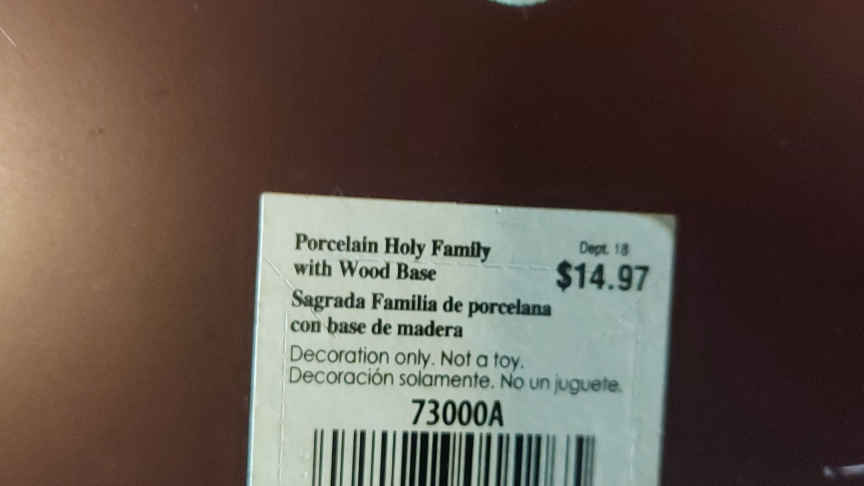 Porcelain Holy Family
with Wood Base
Dept. 18
$14.97
Sagrada Familia de porcelana
con base de madera
Decoration only. Not a toy.
Decoración solamente. No un juguete.
73000A